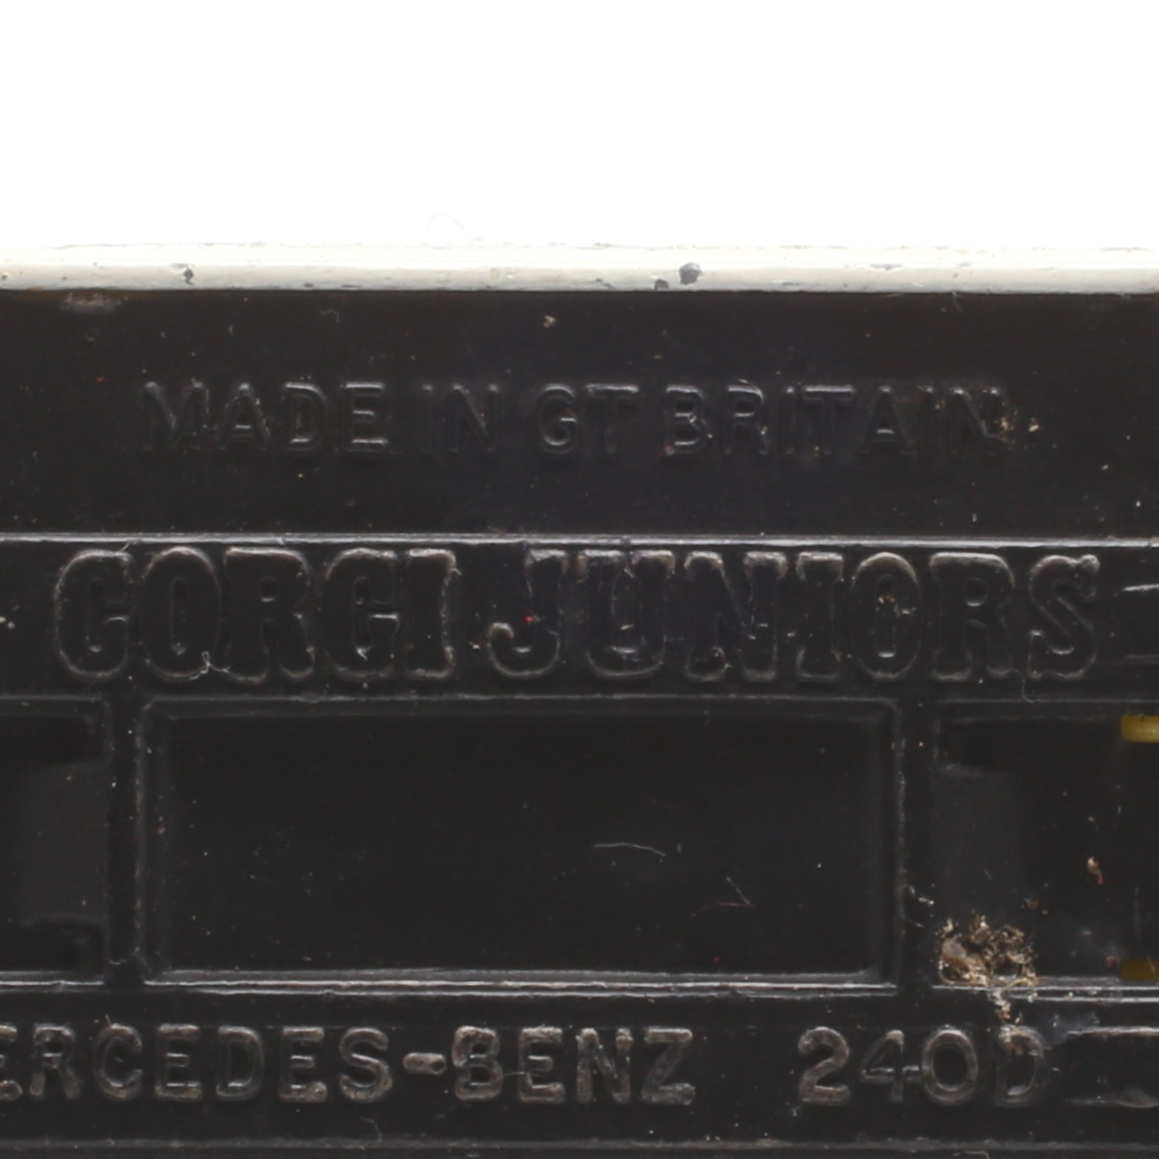 MADE IN GT BRITAIN
CORGI JUNIORS
ERCEDES-BENZ 240D